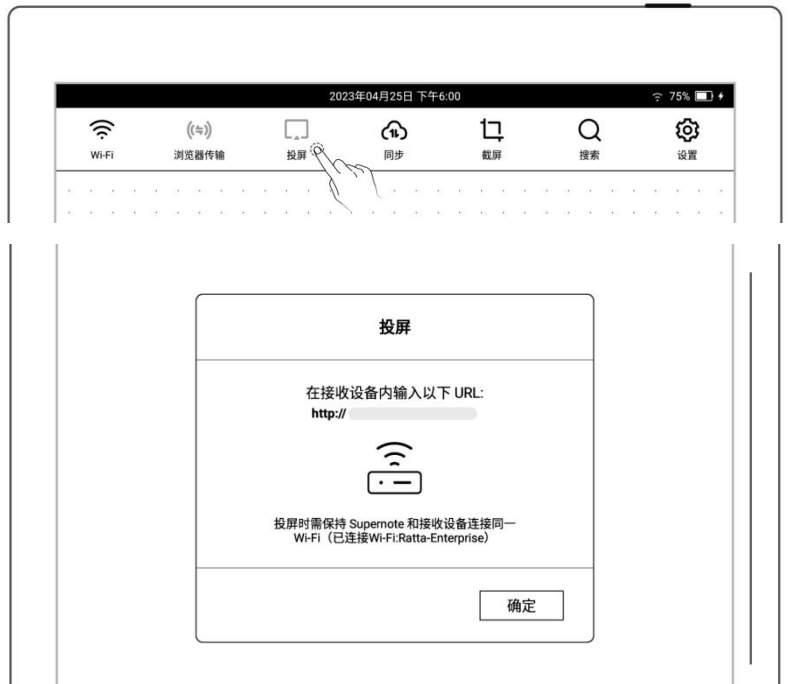 2023年04月25日 下午6:00
75%
Wi-Fi
浏览器传输
投屏
同步
截屏
搜索
设置
投屏
在接收设备内输入以下 URL:
http://
投屏时需保持 Supernote 和接收设备连接同一
Wi-Fi（已连接Wi-Fi:Ratta-Enterprise）
确定